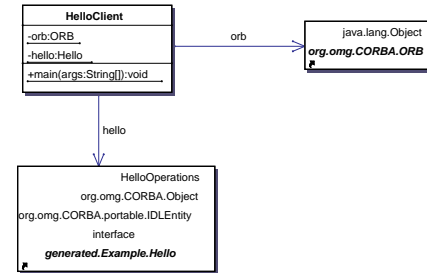 HelloClient
-orb:ORB
-hello:Hello
+main(args:String[]):void
orb
java.lang.Object
org.omg.CORBA.ORB
hello
HelloOperations
org.omg.CORBA.Object
org.omg.CORBA.portable.IDLEntity
interface
generated.Example.Hello